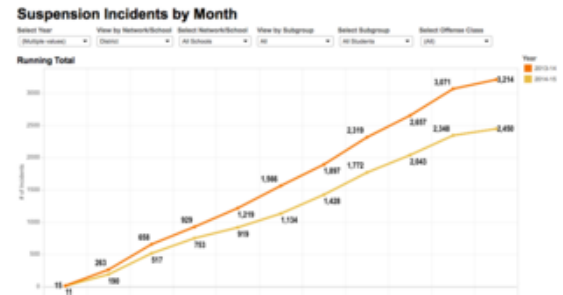 Suspension Incidents by Month
Select Year View by Network/School Select Network/School View by Subgroup Select Subgroup Select Offense Class
(Multiple values) District All Schools All All Students (All)
Running Total
Year
2013-14
2014-15
# of Incidents
3000
2500
2000
1500
1000
500
0
15 263 658 929 1,219 1,566 1,897 2,319 2,657 3,071 3,214
11 198 517 753 919 1,134 1,428 1,772 2,043 2,348 2,450